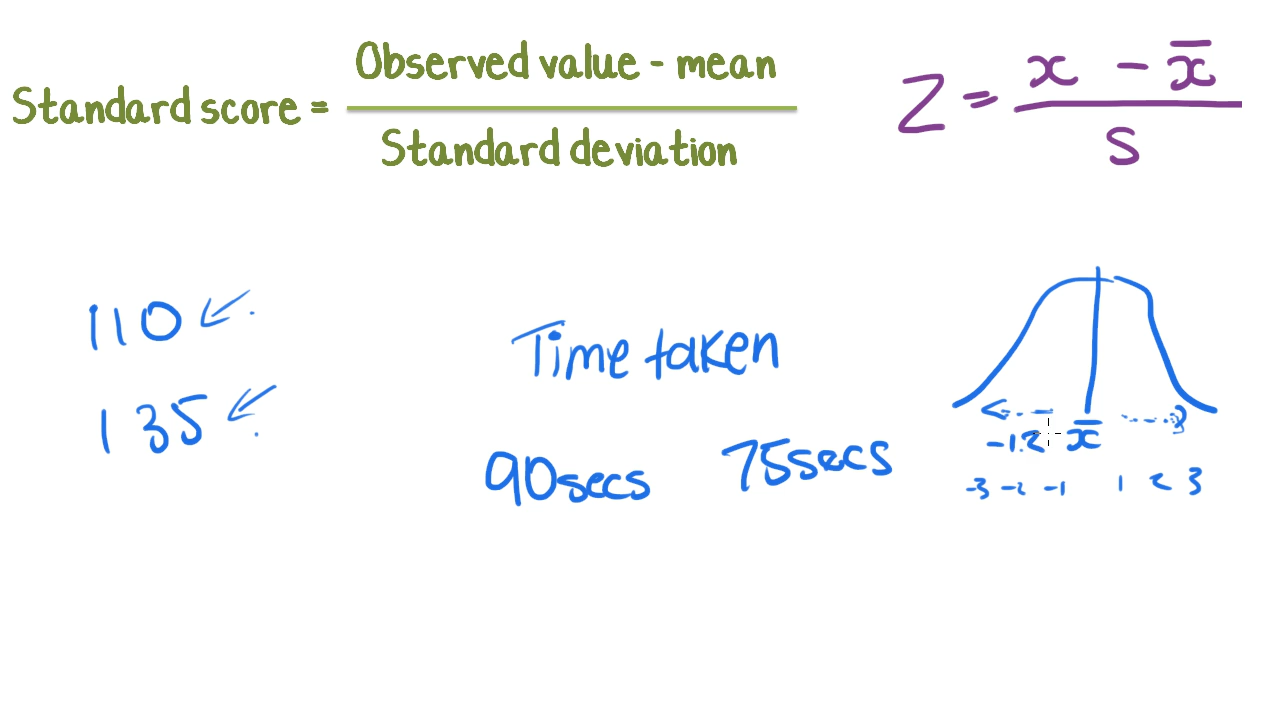 Standard score = Observed value - mean
Standard deviation
Z = x - x̄
s
110
135
Time taken
90secs 75secs
-1.2 x̄
-3 -2 -1 1 2 3